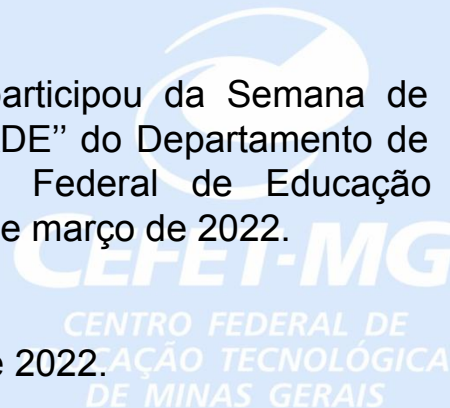 articipou da Semana de
DE” do Departamento de
Federal de Educação
e março de 2022.
CEFET-MG
CENTRO FEDERAL DE
AÇÃO TECNOLÓGICA
e 2022.
DE MINAS GERAIS